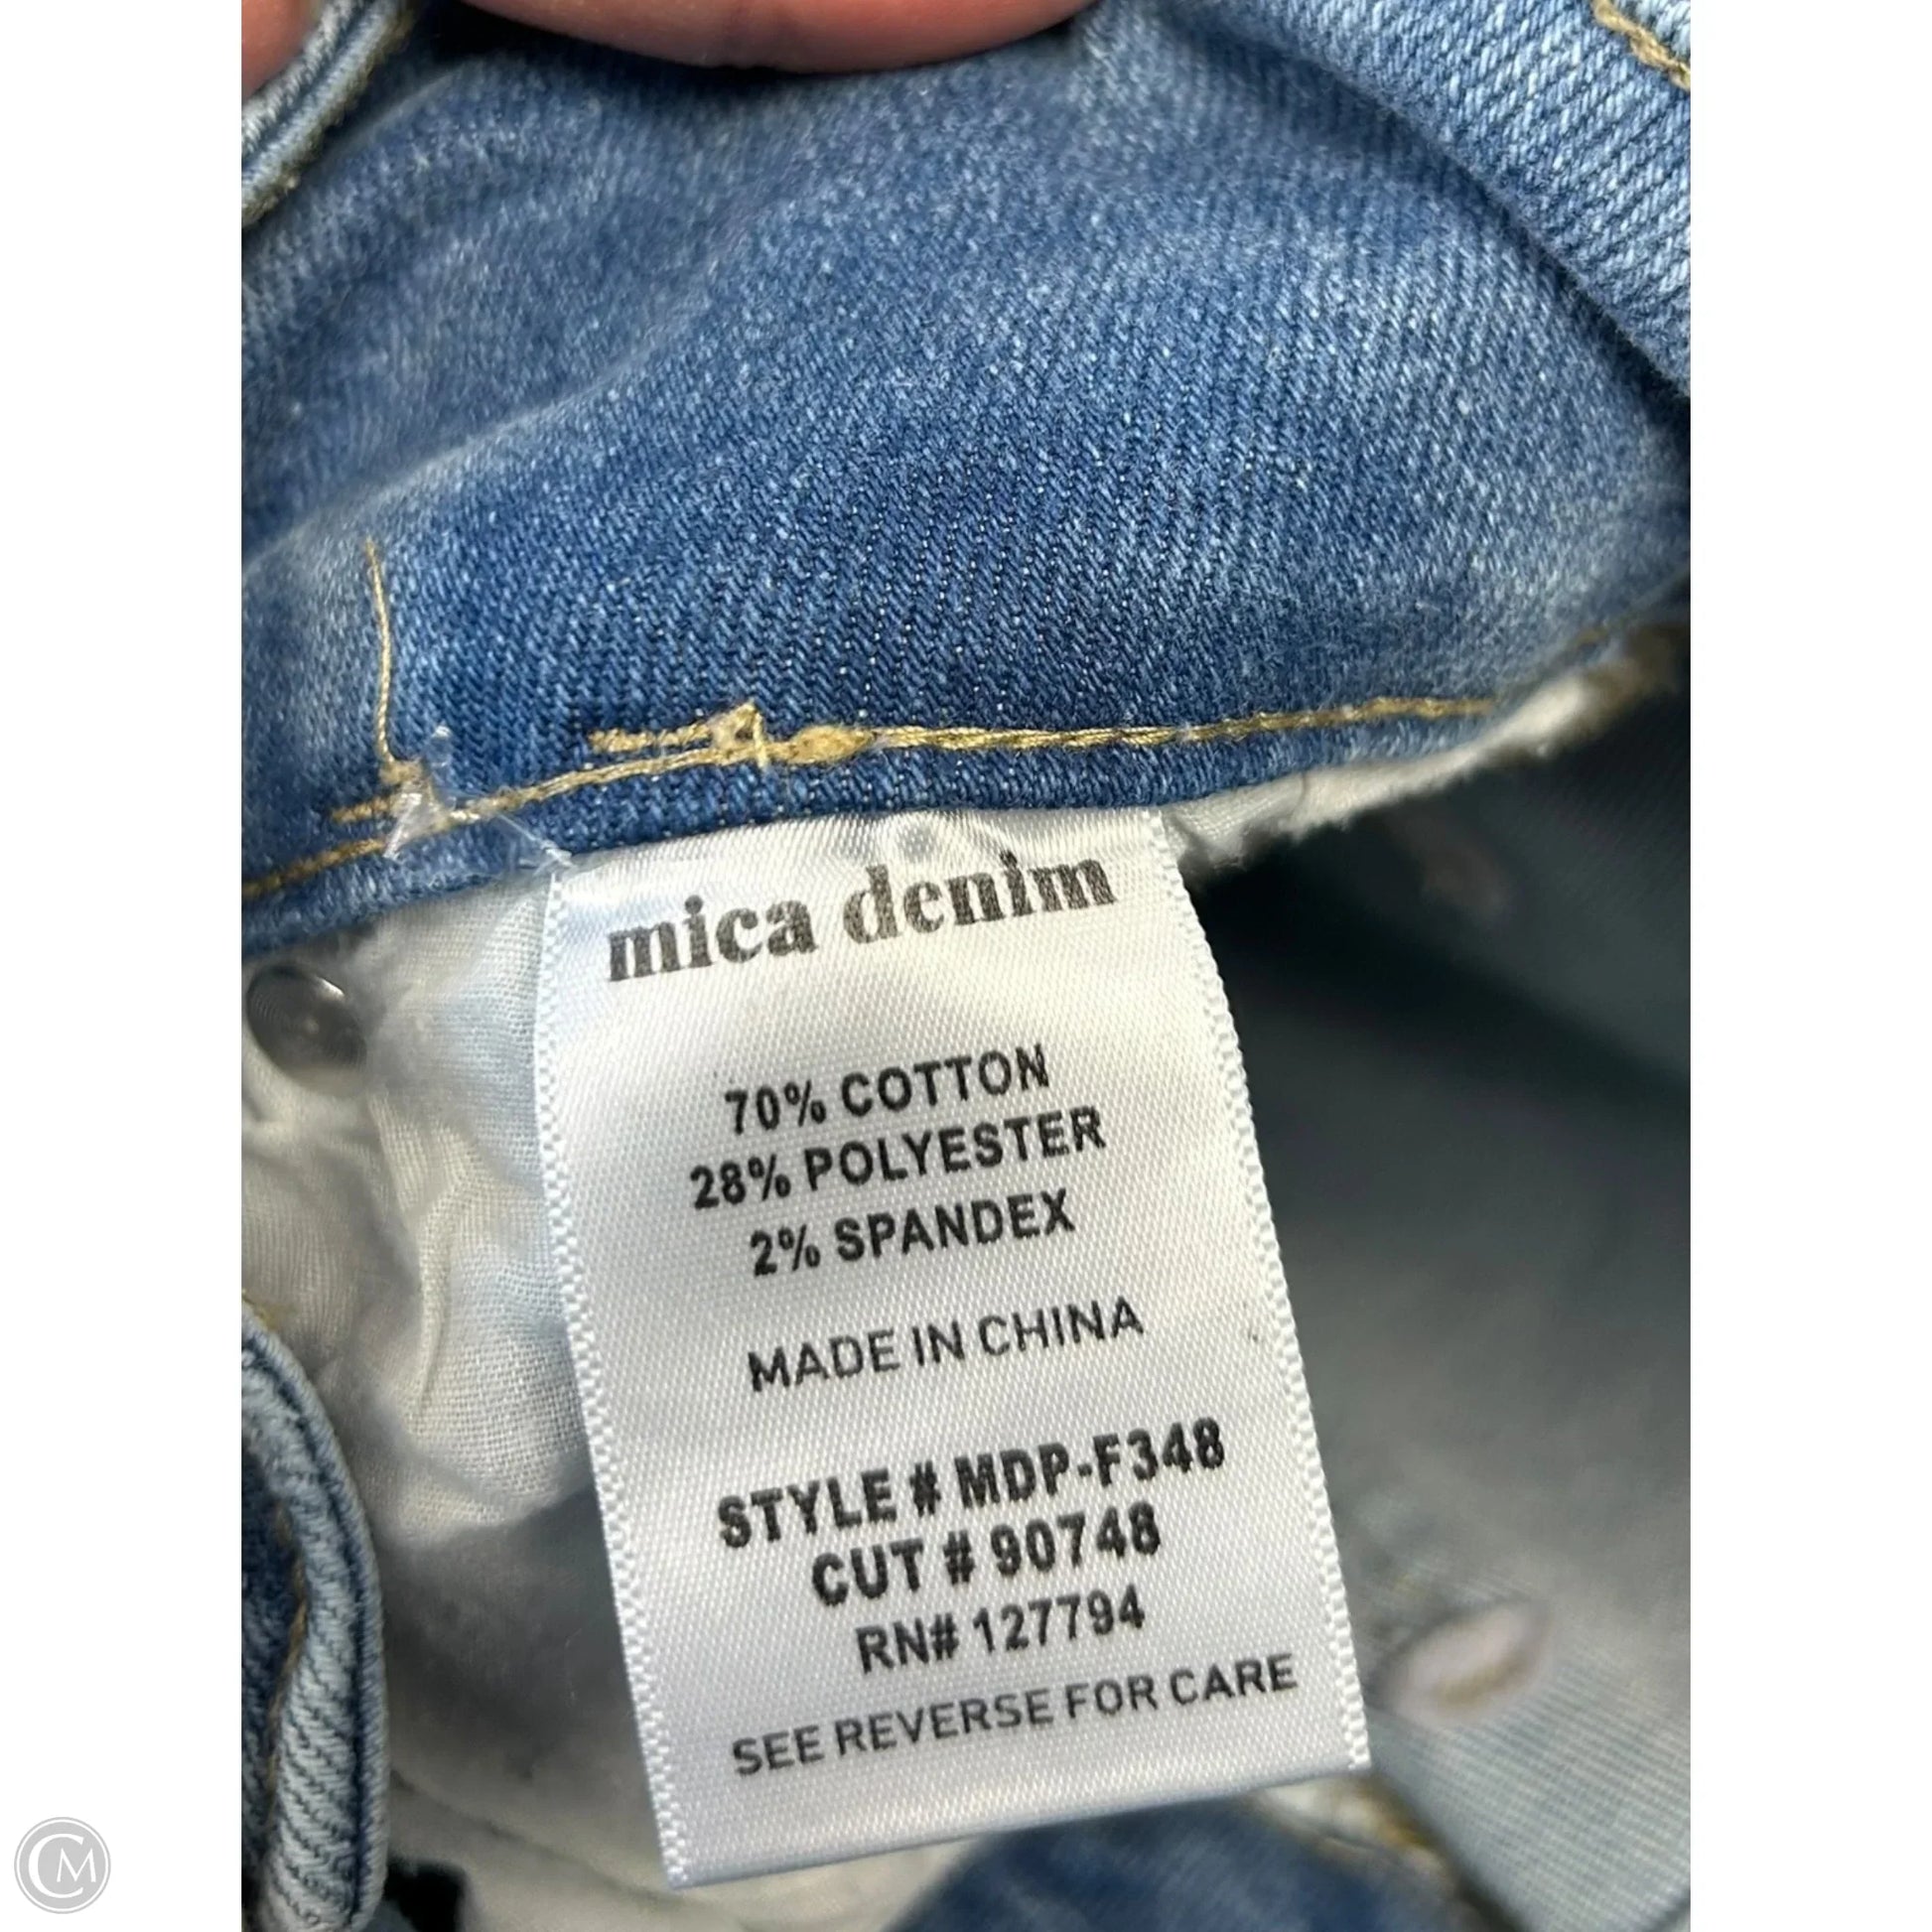 mica denim
70% COTTON
28% POLYESTER
2% SPANDEX
MADE IN CHINA
STYLE # MDP-F348
CUT # 90748
RN# 127794
SEE REVERSE FOR CARE
CM